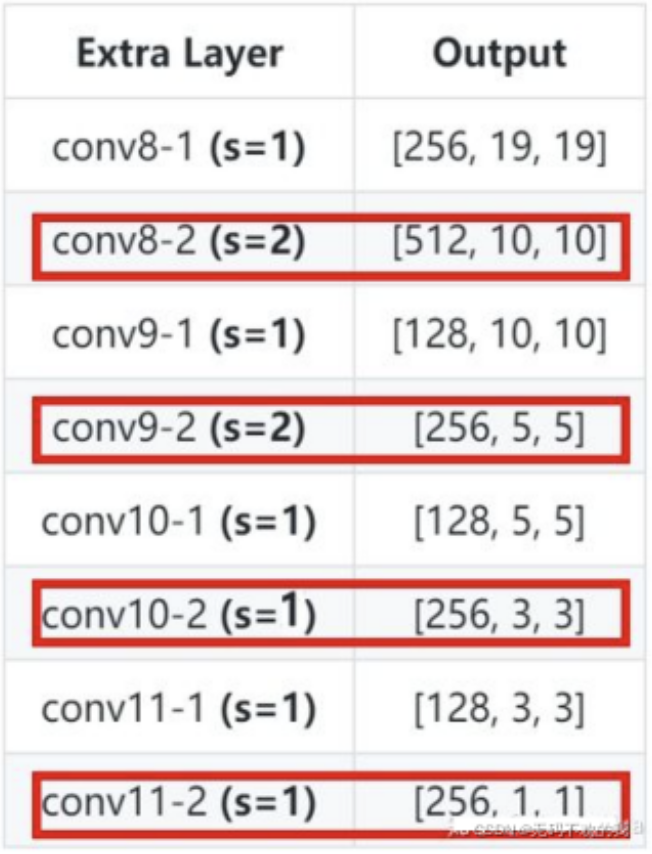 Extra Layer Output
conv8-1 (s=1) [256, 19, 19]
conv8-2 (s=2) [512, 10, 10]
conv9-1 (s=1) [128, 10, 10]
conv9-2 (s=2) [256, 5, 5]
conv10-1 (s=1) [128, 5, 5]
conv10-2 (s=1) [256, 3, 3]
conv11-1 (s=1) [128, 3, 3]
conv11-2 (s=1) [256, 1, 1]
CSDN